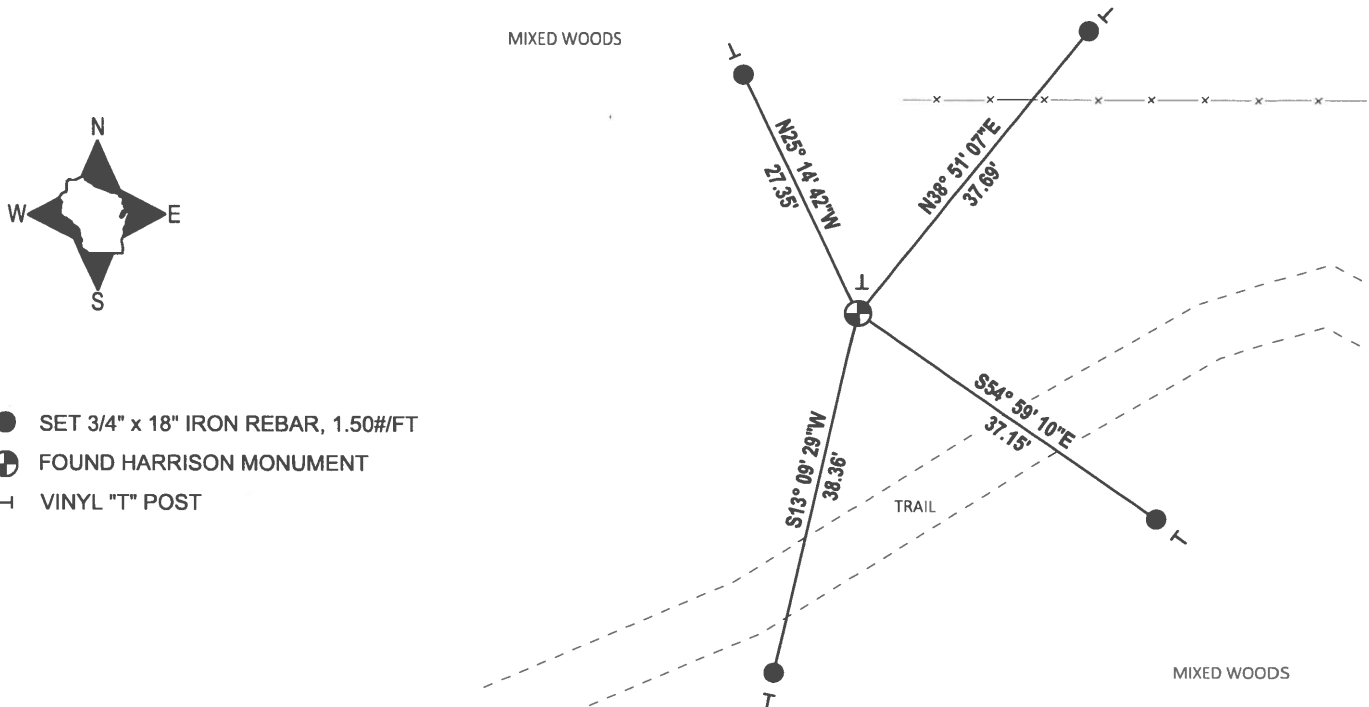 MIXED WOODS
N
W
E
S
N25° 14' 42"W
27.35'
N38° 51' 07"E
37.69'
S54° 59' 10"E
37.15'
S13° 09' 29"W
38.36'
TRAIL
SET 3/4" x 18" IRON REBAR, 1.50#/FT
FOUND HARRISON MONUMENT
VINYL "T" POST
MIXED WOODS